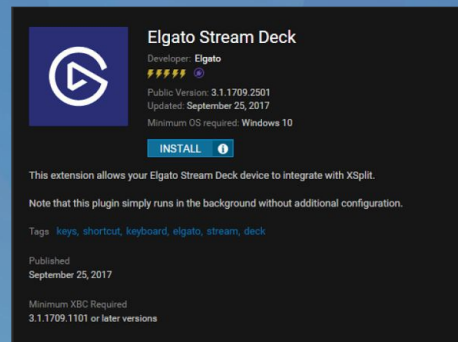 Elgato Stream Deck
Developer: Elgato
Public Version: 3.1.1709.2501
Updated: September 25, 2017
Minimum OS required: Windows 10
INSTALL
This extension allows your Elgato Stream Deck device to integrate with XSplit.
Note that this plugin simply runs in the background without additional configuration.
Tags keys, shortcut, keyboard, elgato, stream, deck
Published
September 25, 2017
Minimum XBC Required
3.1.1709.1101 or later versions